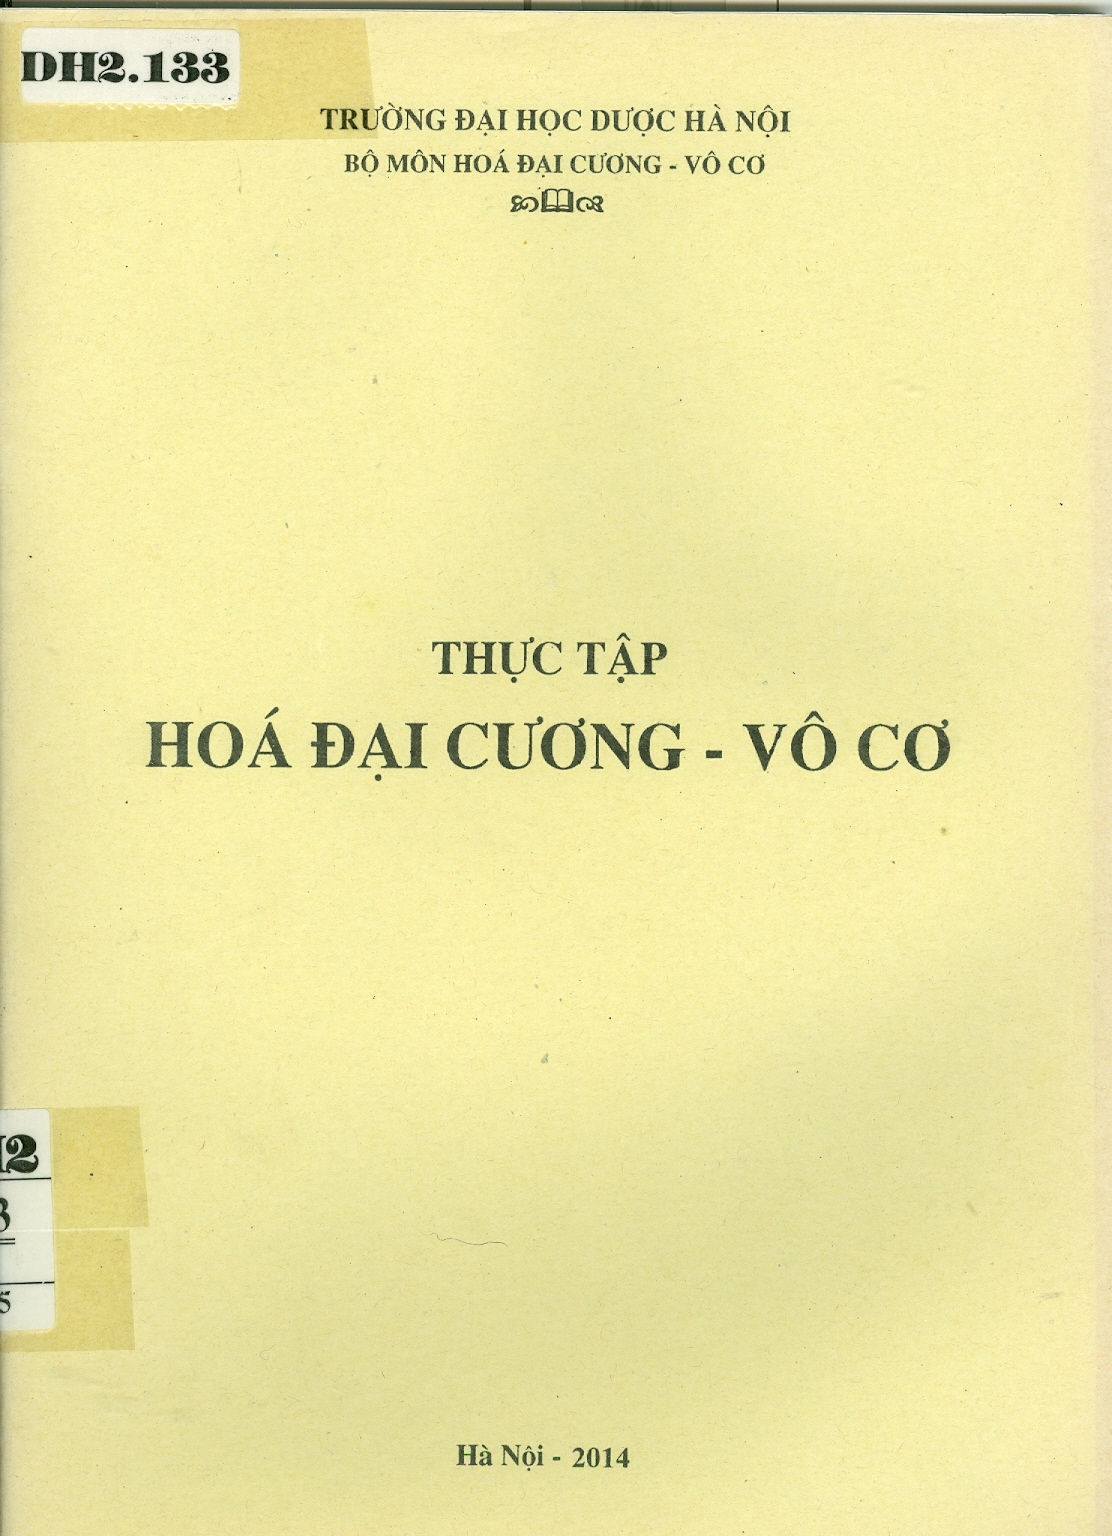 DH2.133
TRƯỜNG ĐẠI HỌC DƯỢC HÀ NỘI
BỘ MÔN HOÁ ĐẠI CƯƠNG - VÔ CƠ
THỰC TẬP
HOÁ ĐẠI CƯƠNG - VÔ CƠ
Hà Nội - 2014